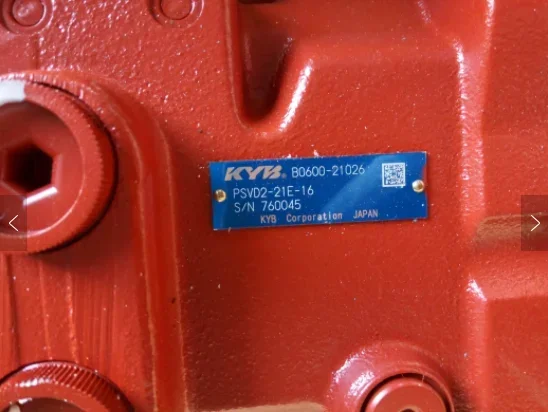 KYB. B0600-21026
PSVD2-21E-16
S/N 760045
KYB Corporation JAPAN